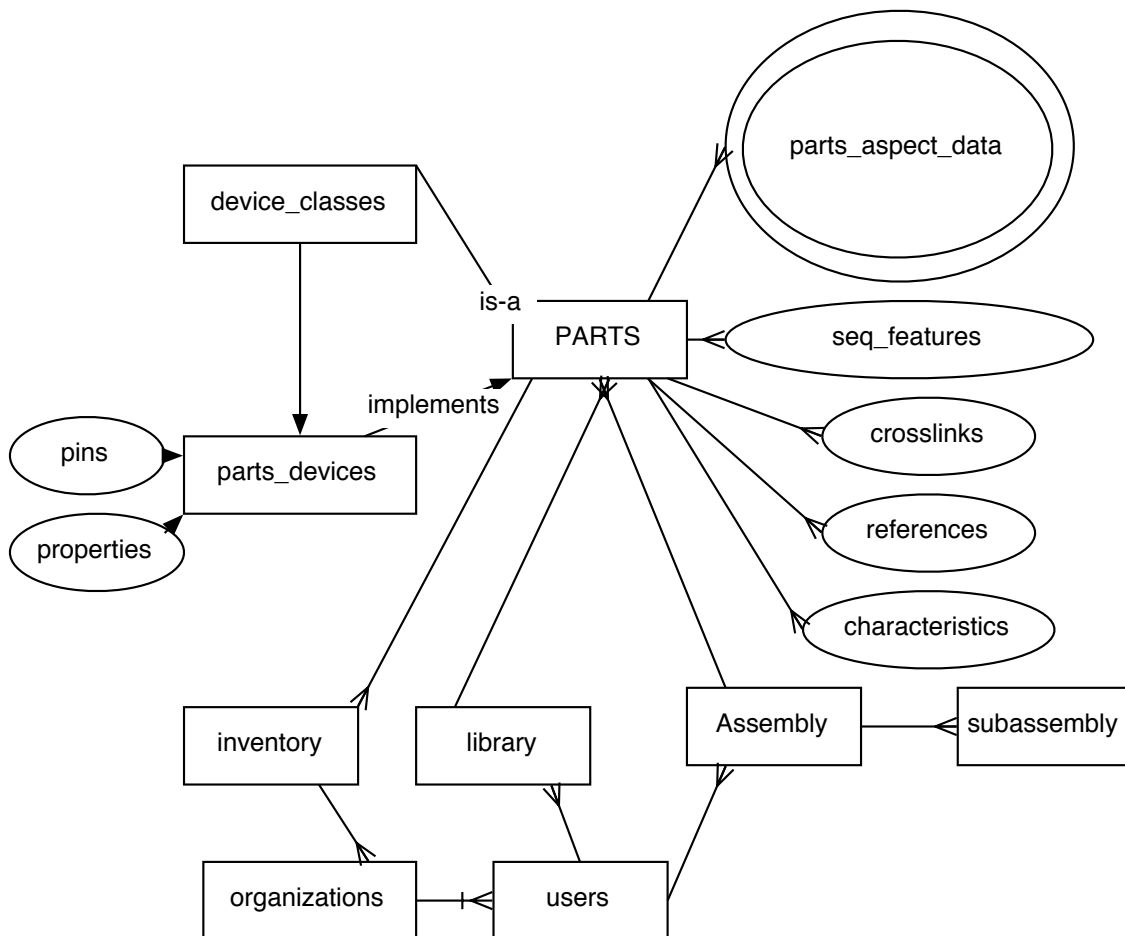 parts_aspect_data
device_classes
is-a
PARTS
seq_features
implements
crosslinks
pins
parts_devices
references
properties
characteristics
inventory
library
Assembly
subassembly
organizations
users